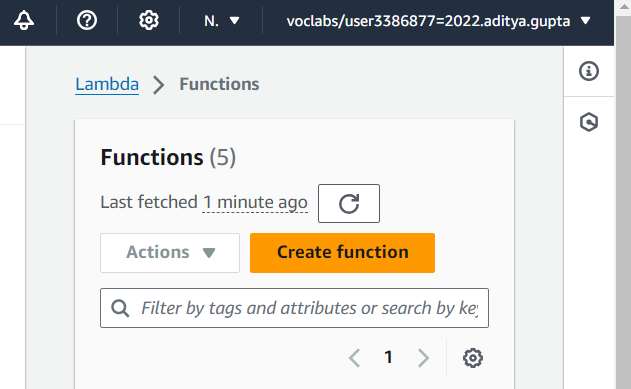 N. voclabs/user3386877=2022.aditya.gupta
Lambda Functions
Functions (5)
Last fetched 1 minute ago
Actions Create function
Filter by tags and attributes or search by key
1